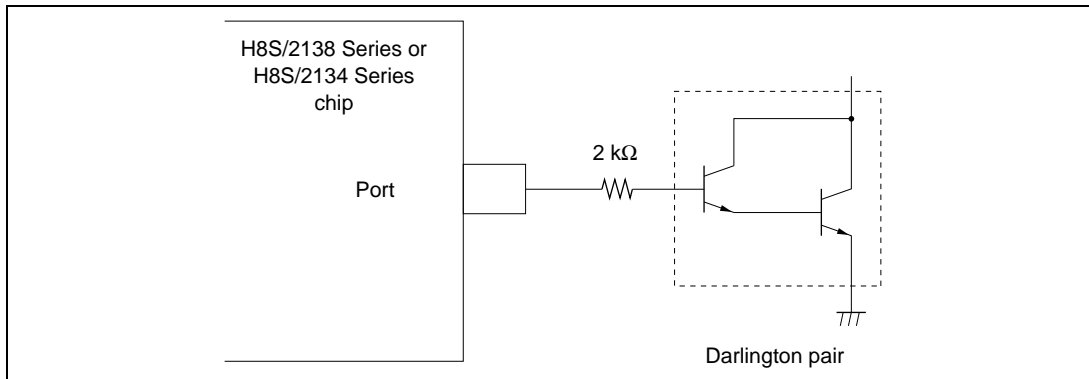 H8S/2138 Series or
H8S/2134 Series
chip
Port
2 kΩ
Darlington pair